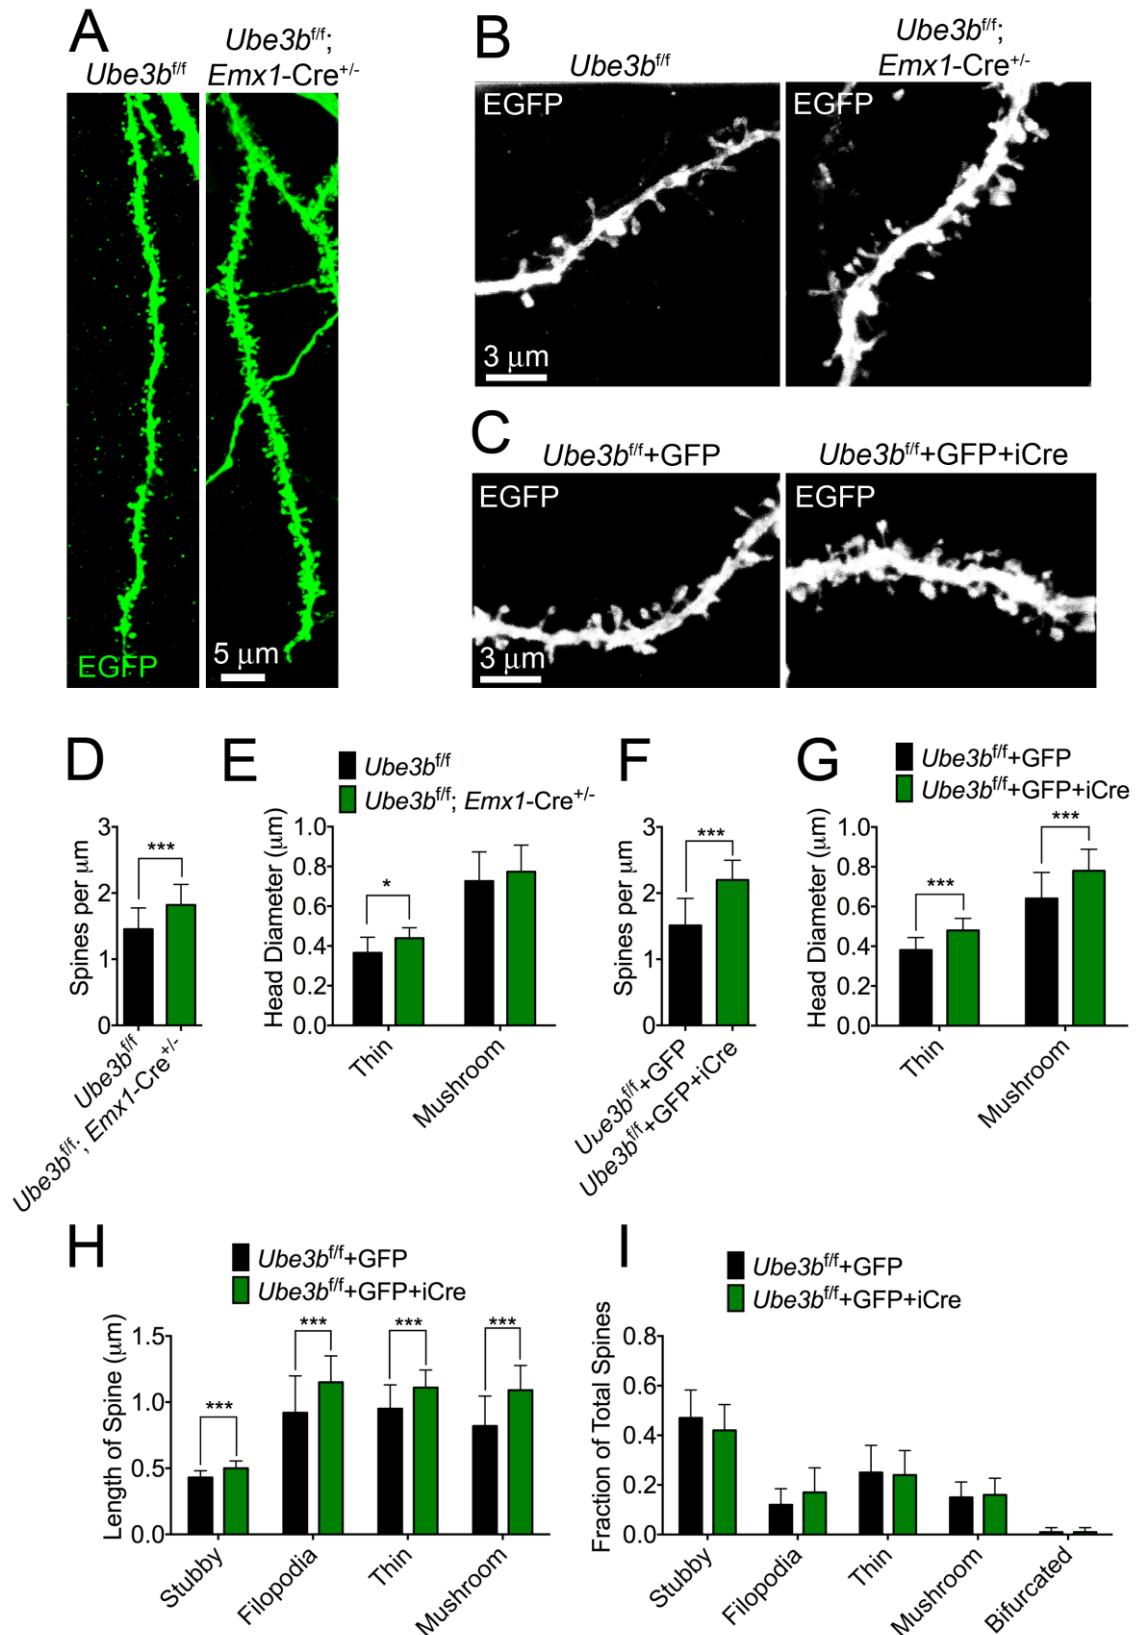 A
Ube3b^f/f
Ube3b^f/f;
Emx1-Cre^+/-
EGFP
5 µm
B
Ube3b^f/f
Ube3b^f/f;
Emx1-Cre^+/-
EGFP
EGFP
3 µm
C
Ube3b^f/f+GFP
Ube3b^f/f+GFP+iCre
EGFP
EGFP
3 µm
D
Spines per µm
3
2
1
0
***
Ube3b^f/f
Ube3b^f/f; Emx1-Cre^+/-
E
Ube3b^f/f
Ube3b^f/f; Emx1-Cre^+/-
Head Diameter (µm)
1.0
0.8
0.6
0.4
0.2
0.0
*
Thin
Mushroom
F
Spines per µm
3
2
1
0
***
Ube3b^f/f+GFP
Ube3b^f/f+GFP+iCre
G
Ube3b^f/f+GFP
Ube3b^f/f+GFP+iCre
Head Diameter (µm)
1.0
0.8
0.6
0.4
0.2
0.0
***
***
Thin
Mushroom
H
Ube3b^f/f+GFP
Ube3b^f/f+GFP+iCre
Length of Spine (µm)
1.5
1.0
0.5
0.0
***
***
***
***
Stubby
Filopodia
Thin
Mushroom
I
Ube3b^f/f+GFP
Ube3b^f/f+GFP+iCre
Fraction of Total Spines
0.8
0.6
0.4
0.2
0.0
Stubby
Filopodia
Thin
Mushroom
Bifurcated